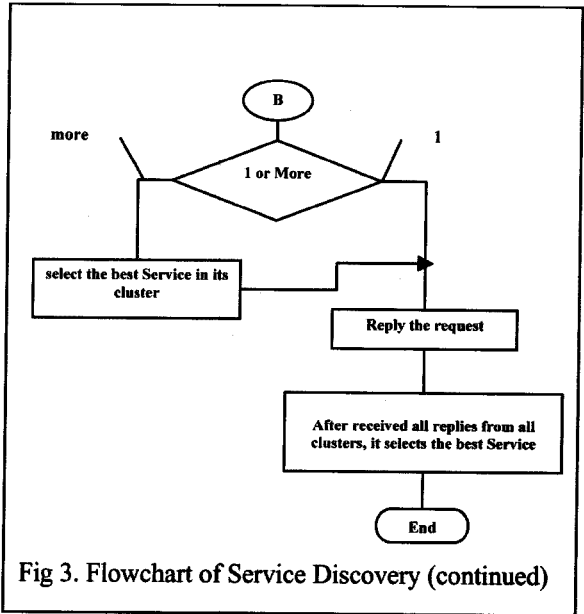 B
more
1
1 or More
select the best Service in its
cluster
Reply the request
After received all replies from all
clusters, it selects the best Service
End
Fig 3. Flowchart of Service Discovery (continued)